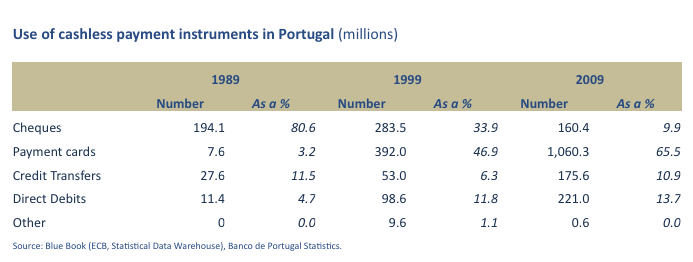 Use of cashless payment instruments in Portugal (millions)
1989 1999 2009
Number As a % Number As a % Number As a %
Cheques 194.1 80.6 283.5 33.9 160.4 9.9
Payment cards 7.6 3.2 392.0 46.9 1,060.3 65.5
Credit Transfers 27.6 11.5 53.0 6.3 175.6 10.9
Direct Debits 11.4 4.7 98.6 11.8 221.0 13.7
Other 0 0.0 9.6 1.1 0.6 0.0
Source: Blue Book (ECB, Statistical Data Warehouse), Banco de Portugal Statistics.